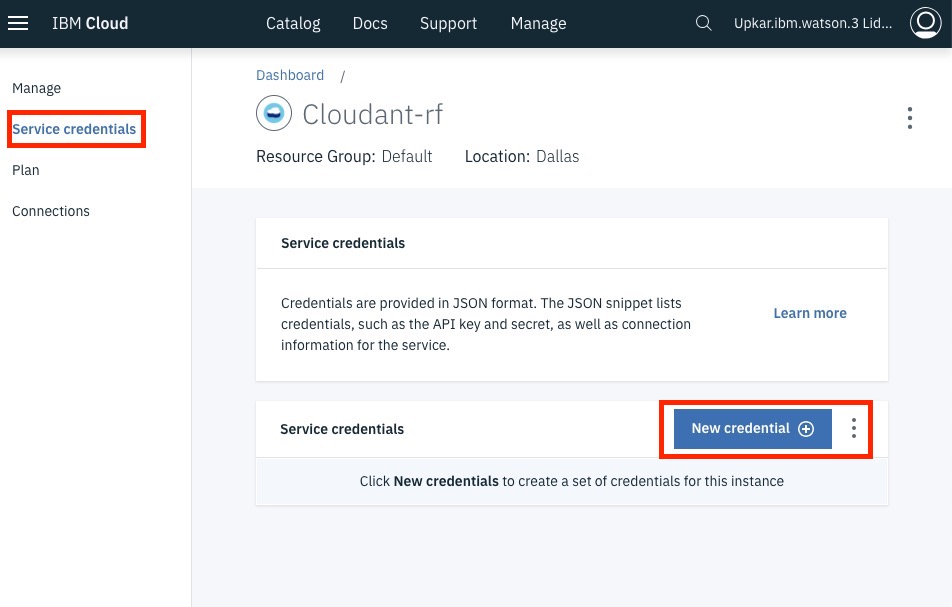 IBM Cloud
Catalog Docs Support Manage
Upkar.ibm.watson.3 Lid...
Manage
Service credentials
Plan
Connections
Dashboard /
Cloudant-rf
Resource Group: Default Location: Dallas
Service credentials
Credentials are provided in JSON format. The JSON snippet lists
credentials, such as the API key and secret, as well as connection
information for the service.
Learn more
Service credentials
New credential
Click New credentials to create a set of credentials for this instance